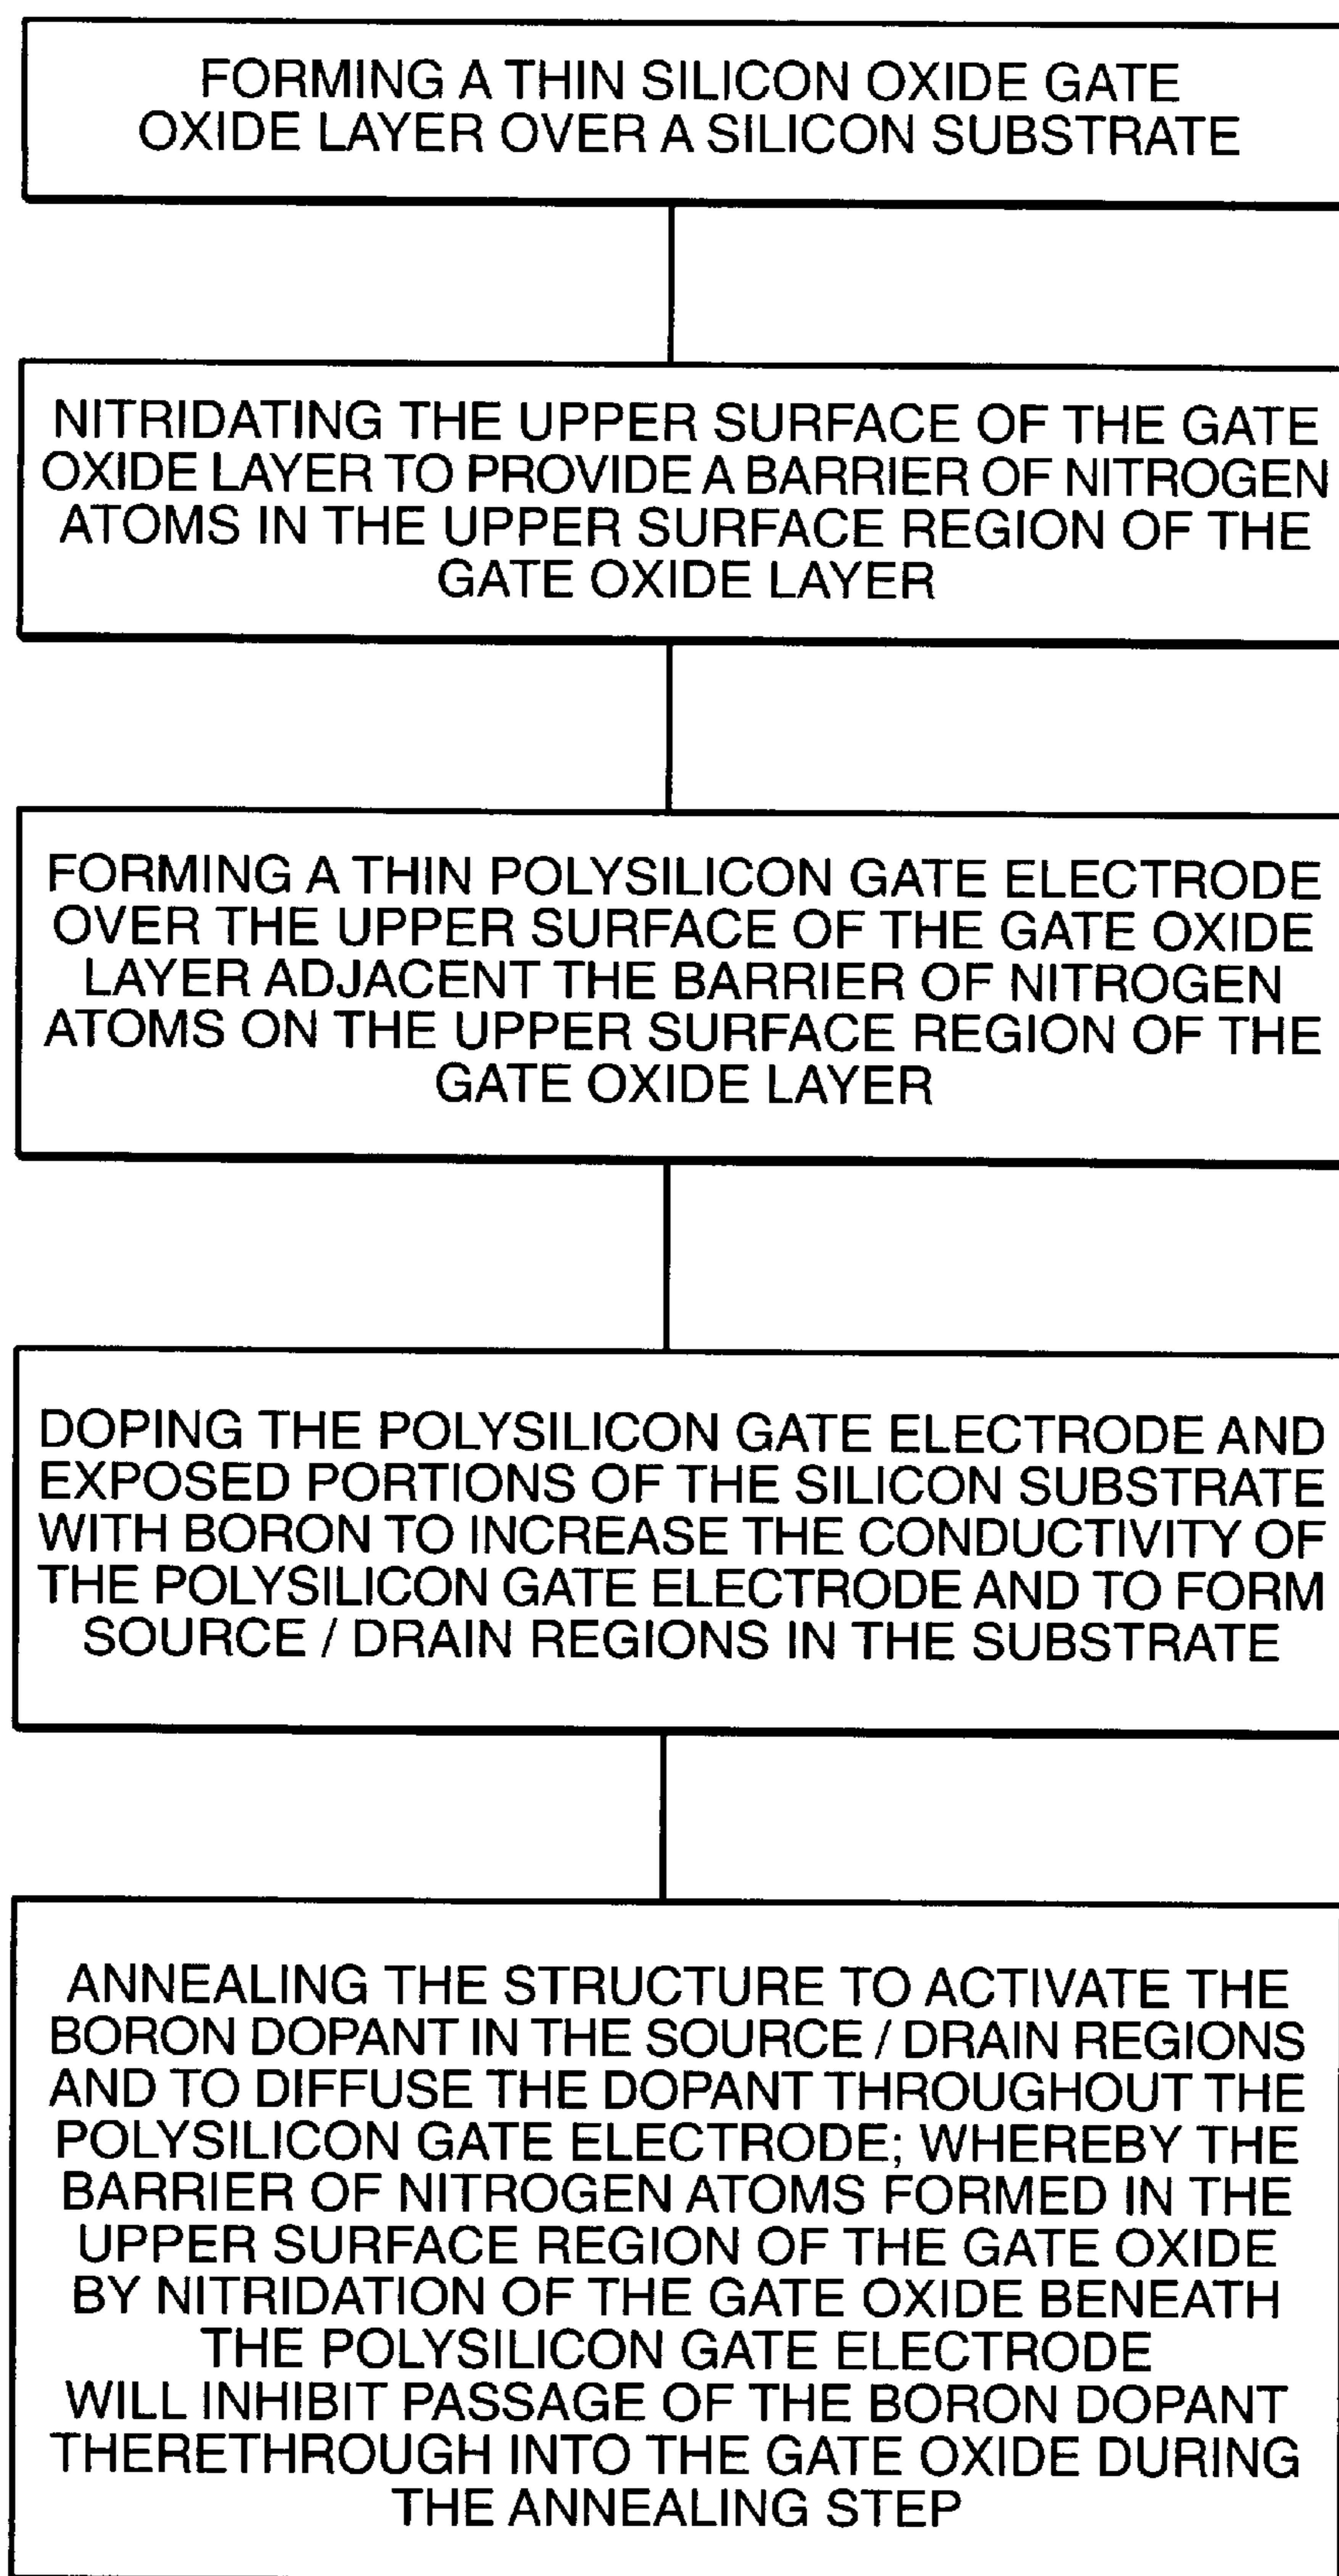 FORMING A THIN SILICON OXIDE GATE
OXIDE LAYER OVER A SILICON SUBSTRATE
NITRIDATING THE UPPER SURFACE OF THE GATE
OXIDE LAYER TO PROVIDE A BARRIER OF NITROGEN
ATOMS IN THE UPPER SURFACE REGION OF THE
GATE OXIDE LAYER
FORMING A THIN POLYSILICON GATE ELECTRODE
OVER THE UPPER SURFACE OF THE GATE OXIDE
LAYER ADJACENT THE BARRIER OF NITROGEN
ATOMS ON THE UPPER SURFACE REGION OF THE
GATE OXIDE LAYER
DOPING THE POLYSILICON GATE ELECTRODE AND
EXPOSED PORTIONS OF THE SILICON SUBSTRATE
WITH BORON TO INCREASE THE CONDUCTIVITY OF
THE POLYSILICON GATE ELECTRODE AND TO FORM
SOURCE / DRAIN REGIONS IN THE SUBSTRATE
ANNEALING THE STRUCTURE TO ACTIVATE THE
BORON DOPANT IN THE SOURCE / DRAIN REGIONS
AND TO DIFFUSE THE DOPANT THROUGHOUT THE
POLYSILICON GATE ELECTRODE; WHEREBY THE
BARRIER OF NITROGEN ATOMS FORMED IN THE
UPPER SURFACE REGION OF THE GATE OXIDE
BY NITRIDATION OF THE GATE OXIDE BENEATH
THE POLYSILICON GATE ELECTRODE
WILL INHIBIT PASSAGE OF THE BORON DOPANT
THERETHROUGH INTO THE GATE OXIDE DURING
THE ANNEALING STEP